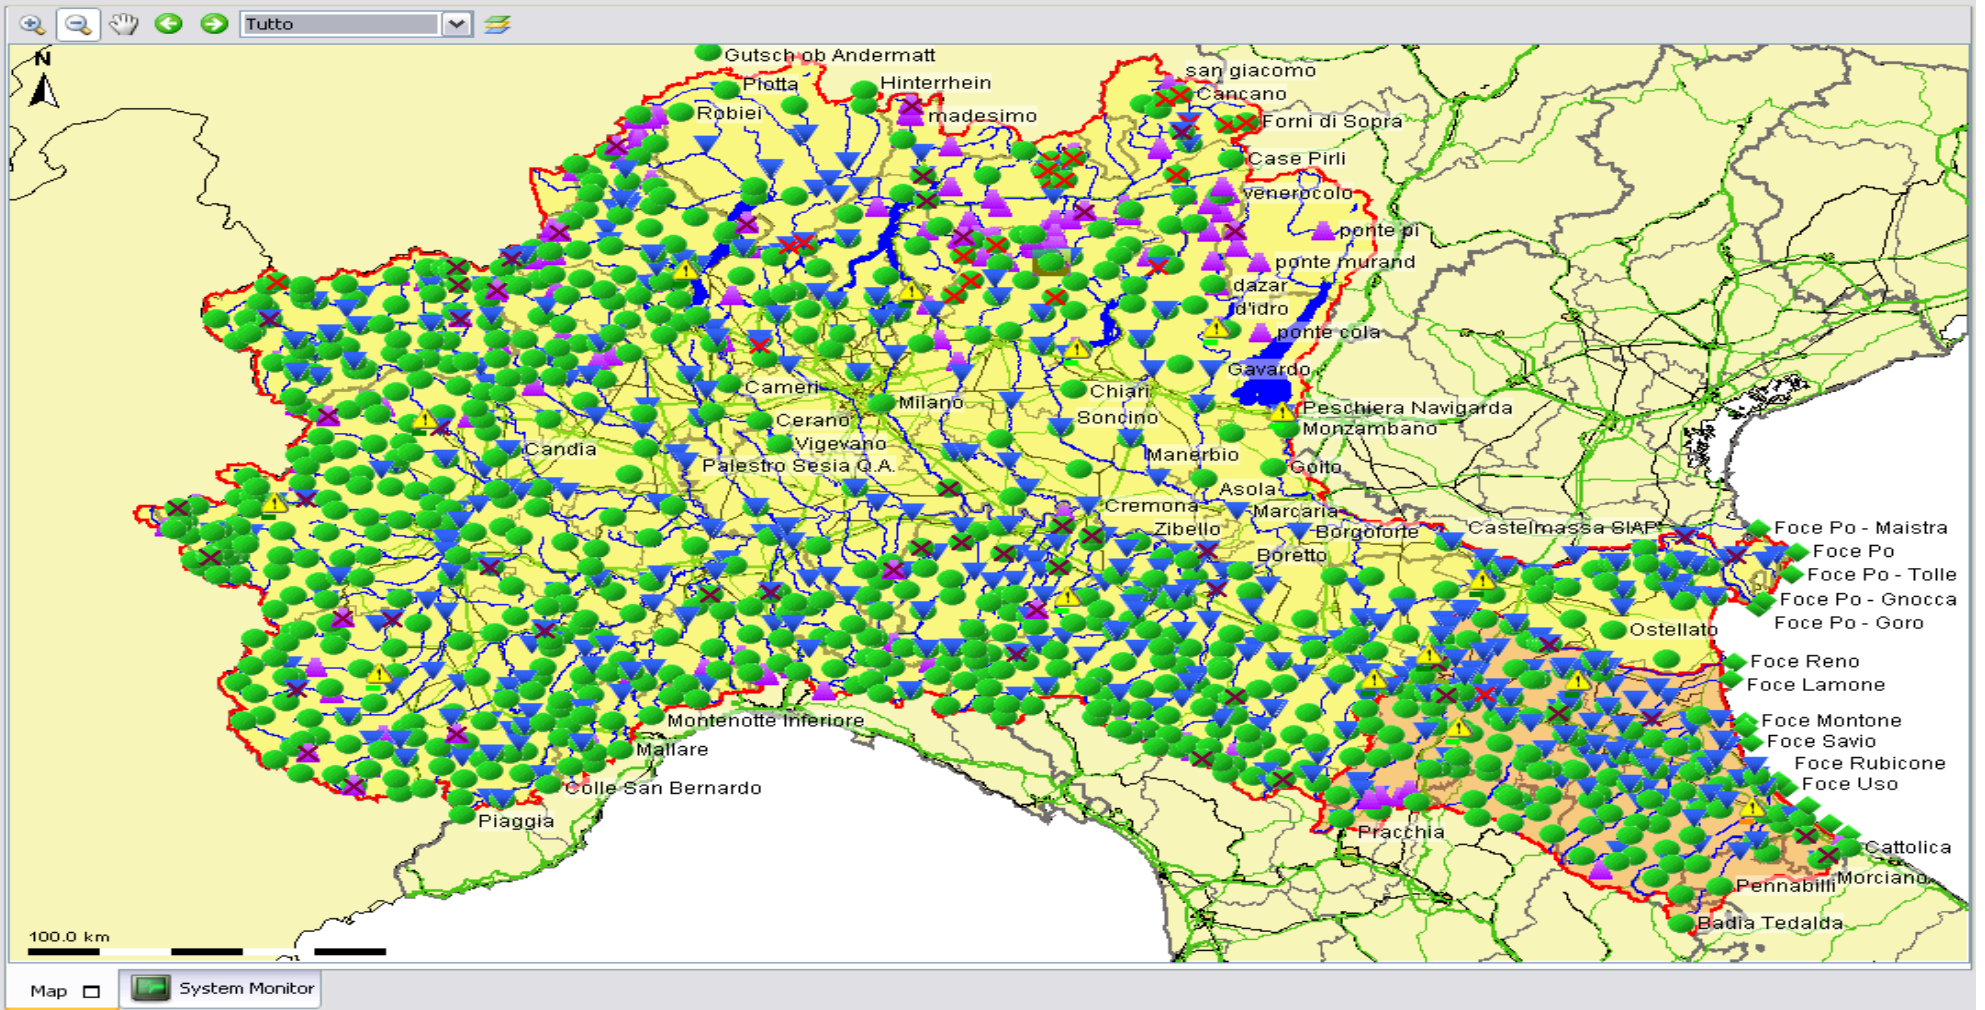 Tutto
N
Gutsch ob Andermatt
san giacomo
Piotta
Hinterrhein
Cancano
Robiei
madesimo
Forni di Sopra
Case Pirli
venerocolo
ponte pi
ponte murand
dazar
d'idro
ponte cola
Gavardo
Cameri
Chiari
Milano
Peschiera Navigarda
Cerano
Soncino
Monzambano
Vigevano
Candia
Manerbio
Palestro Sesia Q.A.
Goito
Asola
Cremona
Marcaria
Zibello
Borgoforte
Castelmassa SIAP
Foce Po - Maistra
Boretto
Foce Po
Foce Po - Tolle
Foce Po - Gnocca
Foce Po - Goro
Ostellato
Foce Reno
Foce Lamone
Montenotte Inferiore
Foce Montone
Foce Savio
Mallare
Foce Rubicone
Foce Uso
Colle San Bernardo
Piaggia
Pracchia
Cattolica
Morciano
Pennabilli
Badia Tedalda
100.0 km
Map
System Monitor